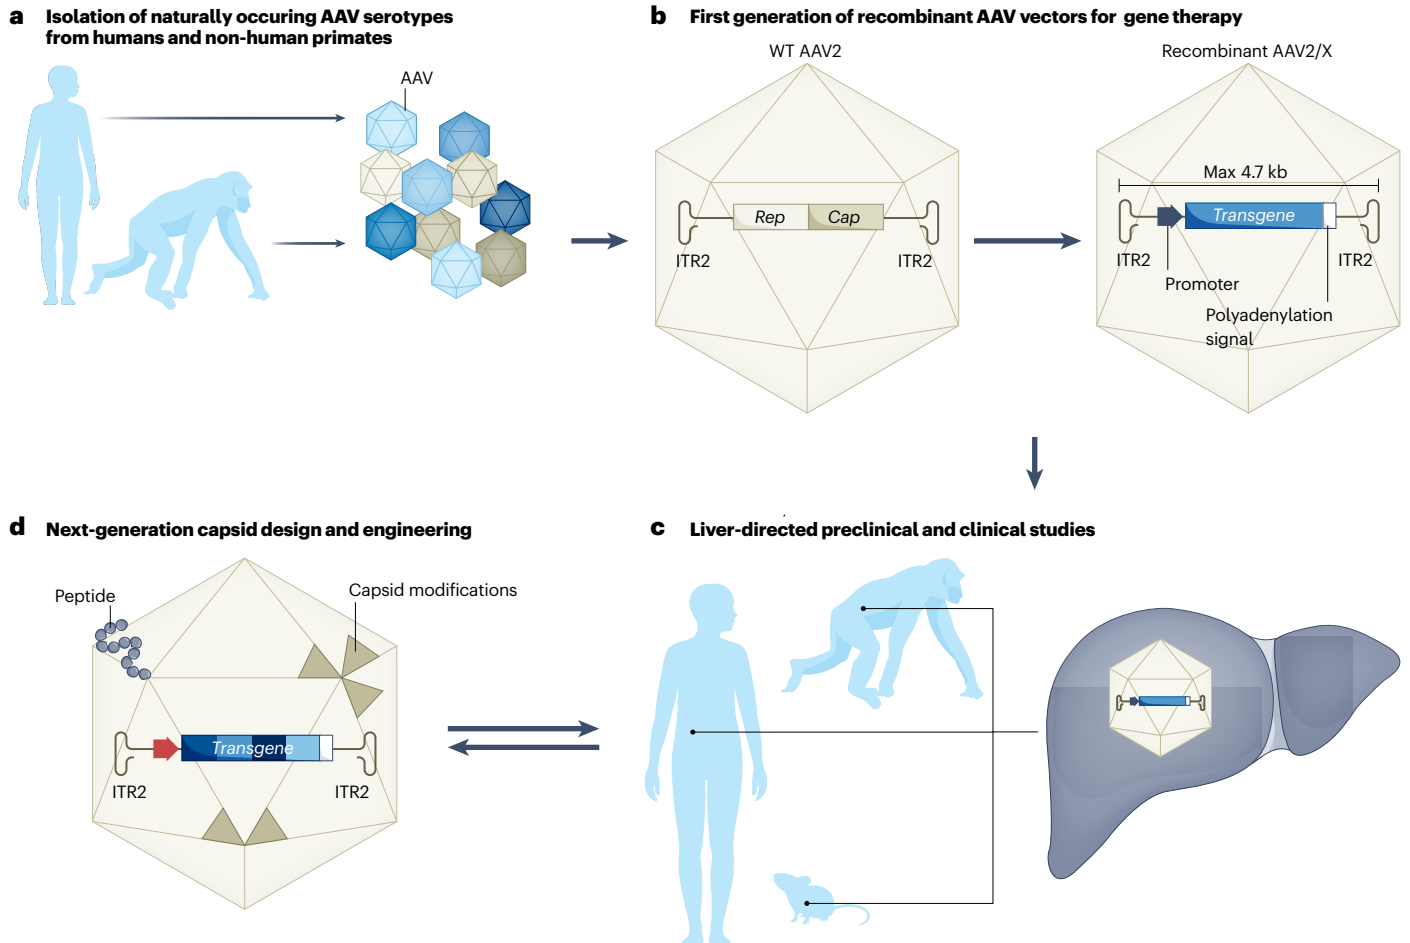 a Isolation of naturally occuring AAV serotypes
from humans and non-human primates
AAV
b First generation of recombinant AAV vectors for gene therapy
WT AAV2
Rep Cap
ITR2 ITR2
Recombinant AAV2/X
Max 4.7 kb
Transgene
ITR2 ITR2
Promoter
Polyadenylation
signal
d Next-generation capsid design and engineering
Peptide
Capsid modifications
Transgene
ITR2 ITR2
c Liver-directed preclinical and clinical studies